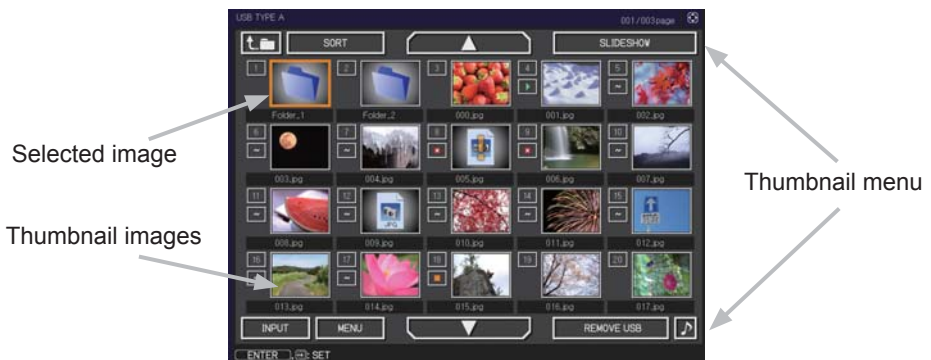 USB TYPE A
001/003page
SORT
SLIDESHOW
1
2
3
4
5
Folder_1
Folder_2
000.jpg
001.jpg
002.jpg
6
7
8
9
10
003.jpg
004.jpg
005.jpg
006.jpg
007.jpg
11
12
13
14
15
JPG
008.jpg
009.jpg
010.jpg
011.jpg
012.jpg
16
17
18
19
20
013.jpg
014.jpg
015.jpg
016.jpg
017.jpg
INPUT
MENU
REMOVE USB
ENTER , : SET
Selected image
Thumbnail images
Thumbnail menu